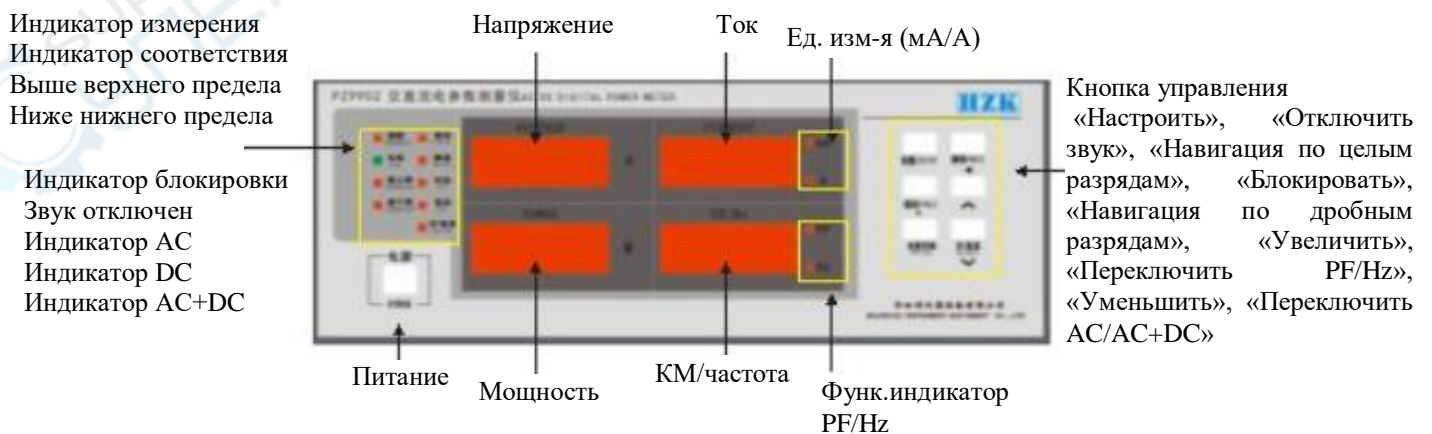 Индикатор измерения
Индикатор соответствия
Выше верхнего предела
Ниже нижнего предела
Индикатор блокировки
Звук отключен
Индикатор AC
Индикатор DC
Индикатор AC+DC
Напряжение
Ток
Ед. изм-я (мА/А)
HZK
Кнопка управления
«Настроить», «Отключить
звук», «Навигация по целым
разрядам», «Блокировать»,
«Навигация по дробным
разрядам», «Увеличить»,
«Переключить PF/Hz»,
«Уменьшить», «Переключить
AC/AC+DC»
Питание
Мощность
КМ/частота
Функ.индикатор
PF/Hz